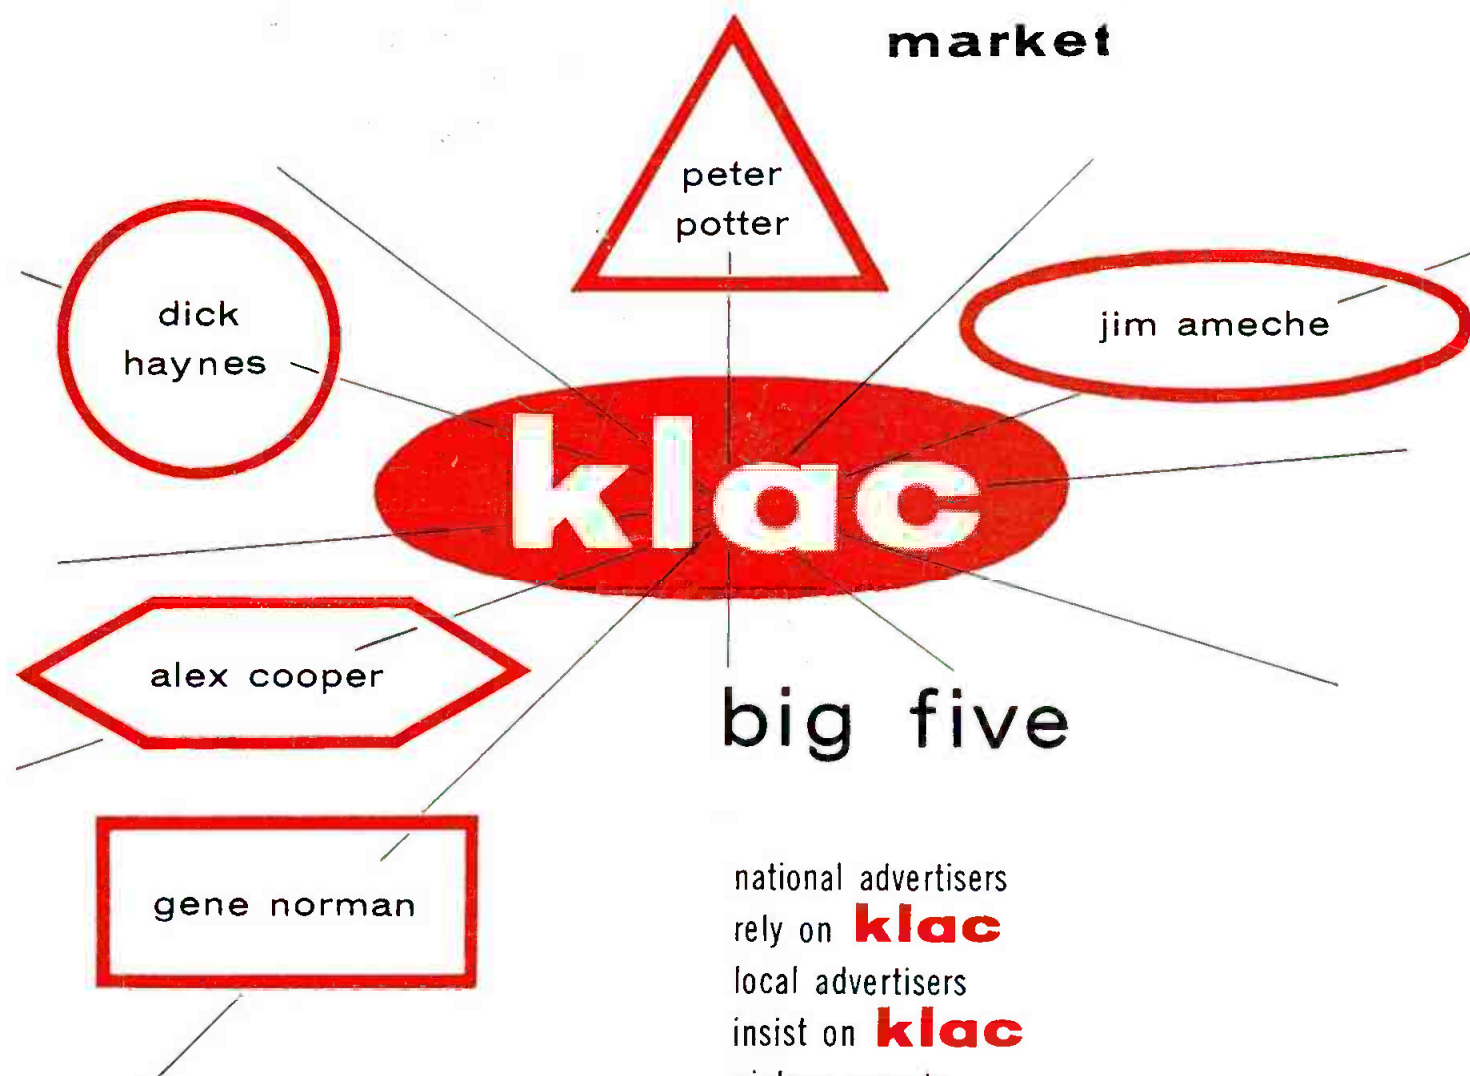 market
peter
potter
dick
haynes
jim ameche
klac
alex cooper
big five
gene norman
national advertisers
rely on klac
local advertisers
insist on klac